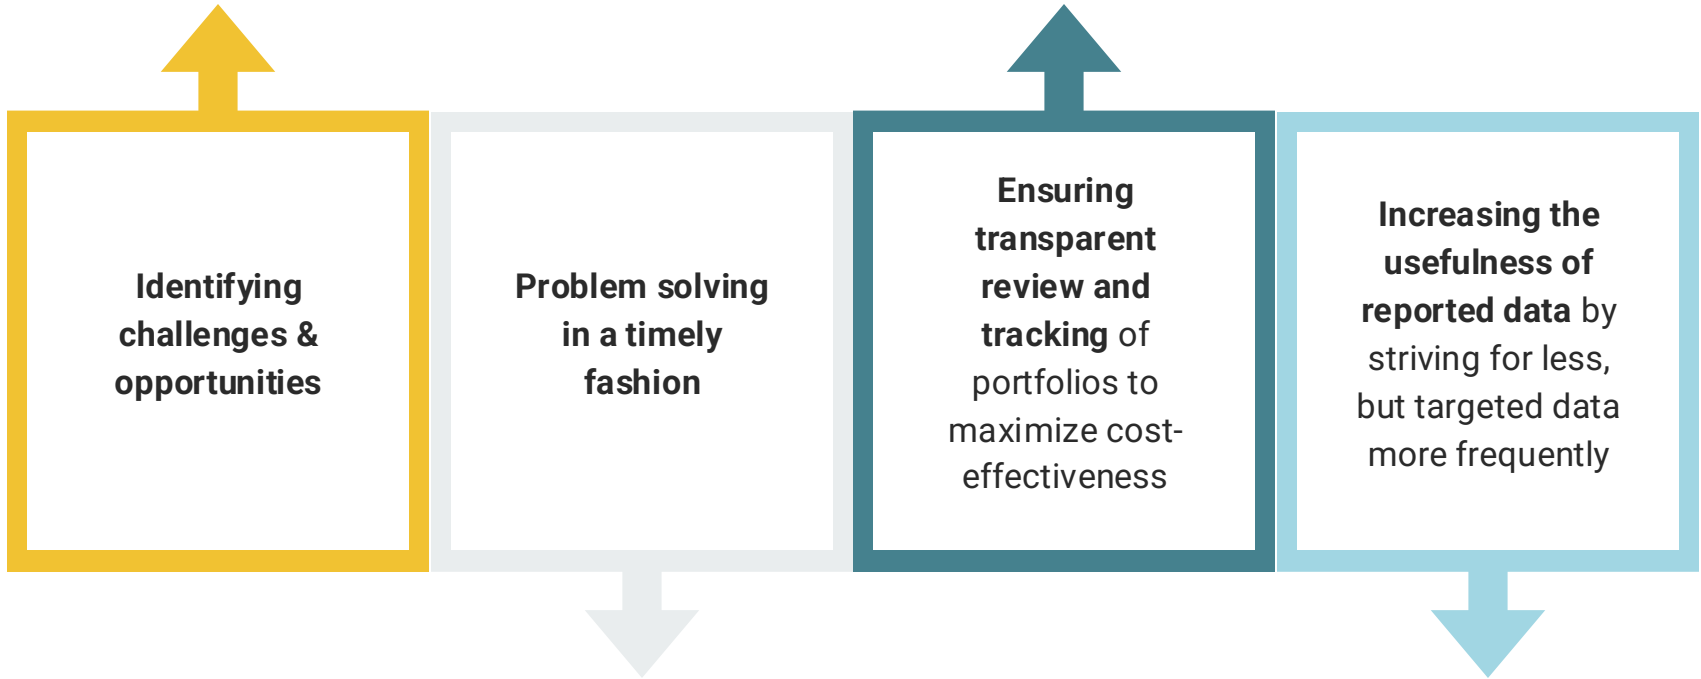 Identifying
challenges &
opportunities
Problem solving
in a timely
fashion
Ensuring
transparent
review and
tracking of
portfolios to
maximize cost-
effectiveness
Increasing the
usefulness of
reported data by
striving for less,
but targeted data
more frequently